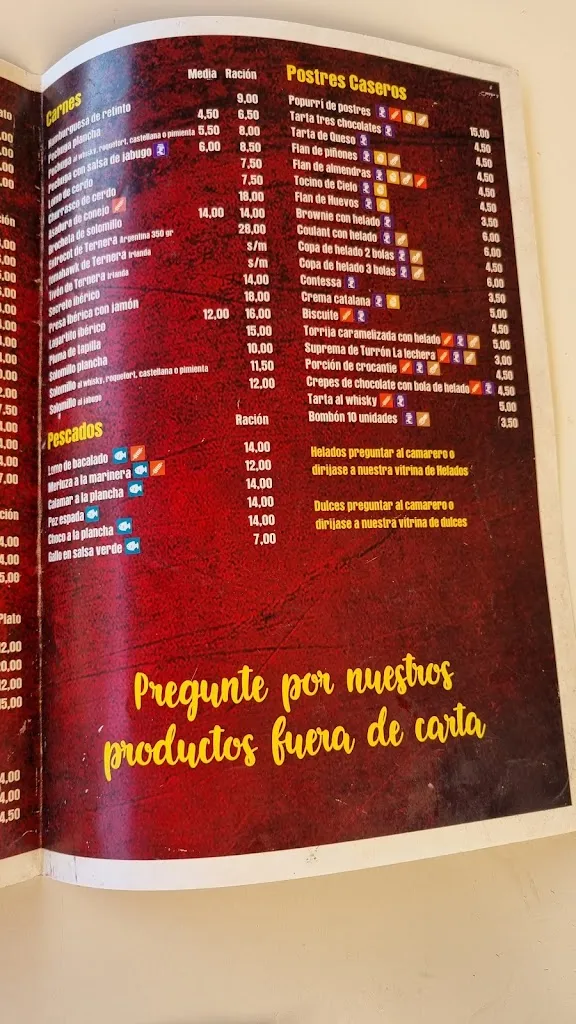 Carnes Media Ración
Hamburguesa de retinto 9,00
Pechuga plancha 4,50 6,50
Pechuga al whisky, roquefort, castellana o pimienta 5,50 8,00
Pechuga con salsa de jabugo 6,00 8,50
Lomo de cerdo 7,50
Churrasco de cerdo 7,50
Asadura de conejo 18,00
Brocheta de solomillo 14,00 14,00
Entrecot de Ternera Argentina 350 gr 28,00
Tomahawk de Ternera Irlanda s/m
Tivón de Ternera Irlanda s/m
Secreto ibérico 14,00
Presa Ibérica con jamón 18,00
Lagartito ibérico 12,00 16,00
Pluma de tapilla 15,00
Solomillo plancha 10,00
Solomillo al whisky, roquefort, castellana o pimienta 11,50
Solomillo al jabugo 12,00
Pescados Ración
Lomo de bacalado 14,00
Merluza a la marinera 12,00
Calamar a la plancha 14,00
Pez espada 14,00
Choco a la plancha 14,00
Gallo en salsa verde 7,00
Postres Caseros
Popurri de postres 15,00
Tarta tres chocolates 4,50
Tarta de Queso 4,50
Flan de piñones 4,50
Flan de almendras 4,50
Tocino de Cielo 4,50
Flan de Huevos 3,50
Brownie con helado 6,00
Coulant con helado 6,00
Copa de helado 2 bolas 4,50
Copa de helado 3 bolas 6,00
Contessa 3,50
Crema catalana 5,00
Biscuite 4,50
Torrija caramelizada con helado 5,00
Suprema de Turrón La lechera 3,00
Porción de crocantie 4,50
Crepes de chocolate con bola de helado 4,50
Tarta al whisky 5,00
Bombón 10 unidades 3,50
Helados preguntar al camarero o
dirijase a nuestra vitrina de Helados
Dulces preguntar al camarero o
dirijase a nuestra vitrina de dulces
Pregunte por nuestros
productos fuera de carta